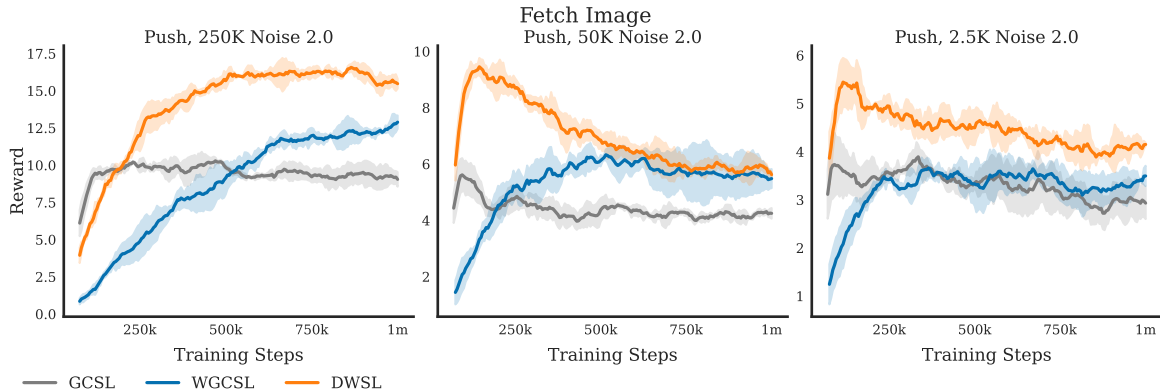 Fetch Image
Push, 250K Noise 2.0
Push, 50K Noise 2.0
Push, 2.5K Noise 2.0
Reward
17.5
15.0
12.5
10.0
7.5
5.0
2.5
0.0
10
8
6
4
2
6
5
4
3
2
1
250k 500k 750k 1m
250k 500k 750k 1m
250k 500k 750k 1m
Training Steps
Training Steps
Training Steps
GCSL WGCSL DWSL